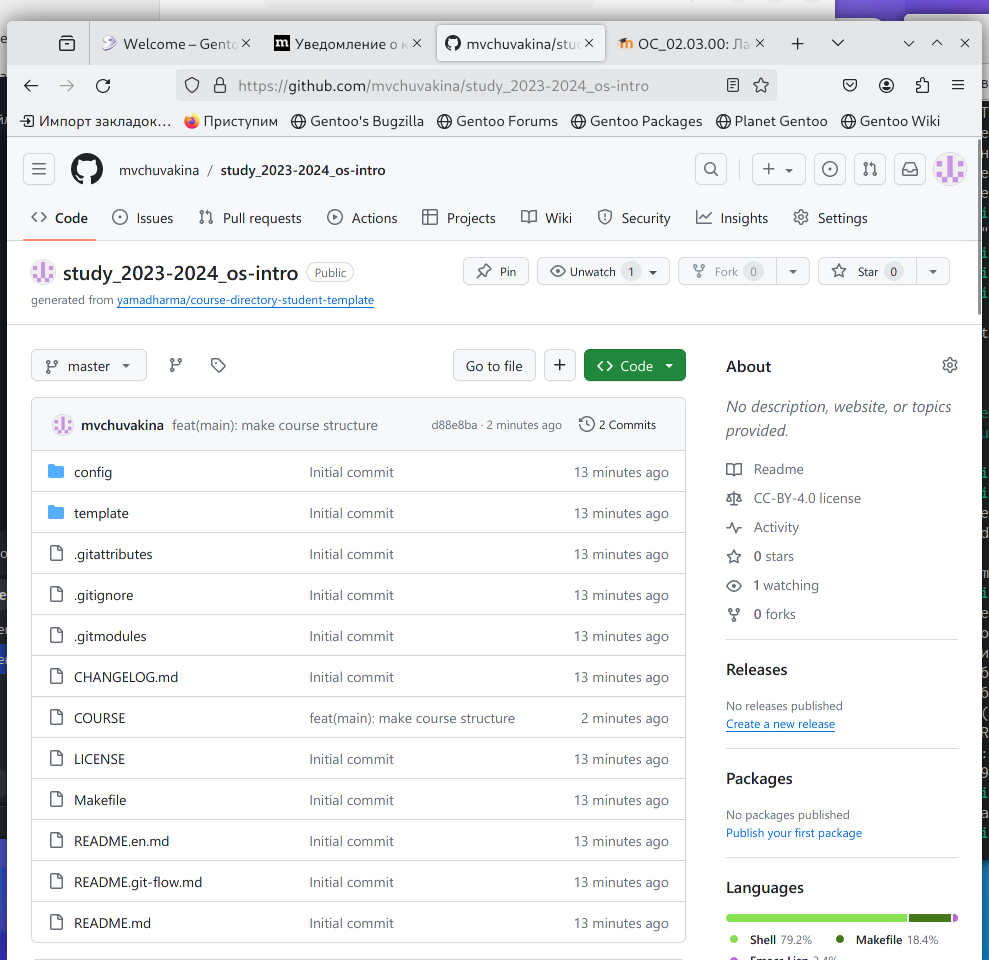 Welcome – Gento
Уведомление о к
mvchuvakina/stud
ОС_02.03.00: Ла
https://github.com/mvchuvakina/study_2023-2024_os-intro
Импорт закладок…
Приступим
Gentoo's Bugzilla
Gentoo Forums
Gentoo Packages
Planet Gentoo
Gentoo Wiki
mvchuvakina / study_2023-2024_os-intro
Code
Issues
Pull requests
Actions
Projects
Wiki
Security
Insights
Settings
study_2023-2024_os-intro Public
Pin
Unwatch 1
Fork 0
Star 0
generated from yamadharma/course-directory-student-template
master
Go to file
Code
mvchuvakina feat(main): make course structure d88e8ba · 2 minutes ago 2 Commits
config Initial commit 13 minutes ago
template Initial commit 13 minutes ago
.gitattributes Initial commit 13 minutes ago
.gitignore Initial commit 13 minutes ago
.gitmodules Initial commit 13 minutes ago
CHANGELOG.md Initial commit 13 minutes ago
COURSE feat(main): make course structure 2 minutes ago
LICENSE Initial commit 13 minutes ago
Makefile Initial commit 13 minutes ago
README.en.md Initial commit 13 minutes ago
README.git-flow.md Initial commit 13 minutes ago
README.md Initial commit 13 minutes ago
About
No description, website, or topics
provided.
Readme
CC-BY-4.0 license
Activity
0 stars
1 watching
0 forks
Releases
No releases published
Create a new release
Packages
No packages published
Publish your first package
Languages
Shell 79.2%
Makefile 18.4%